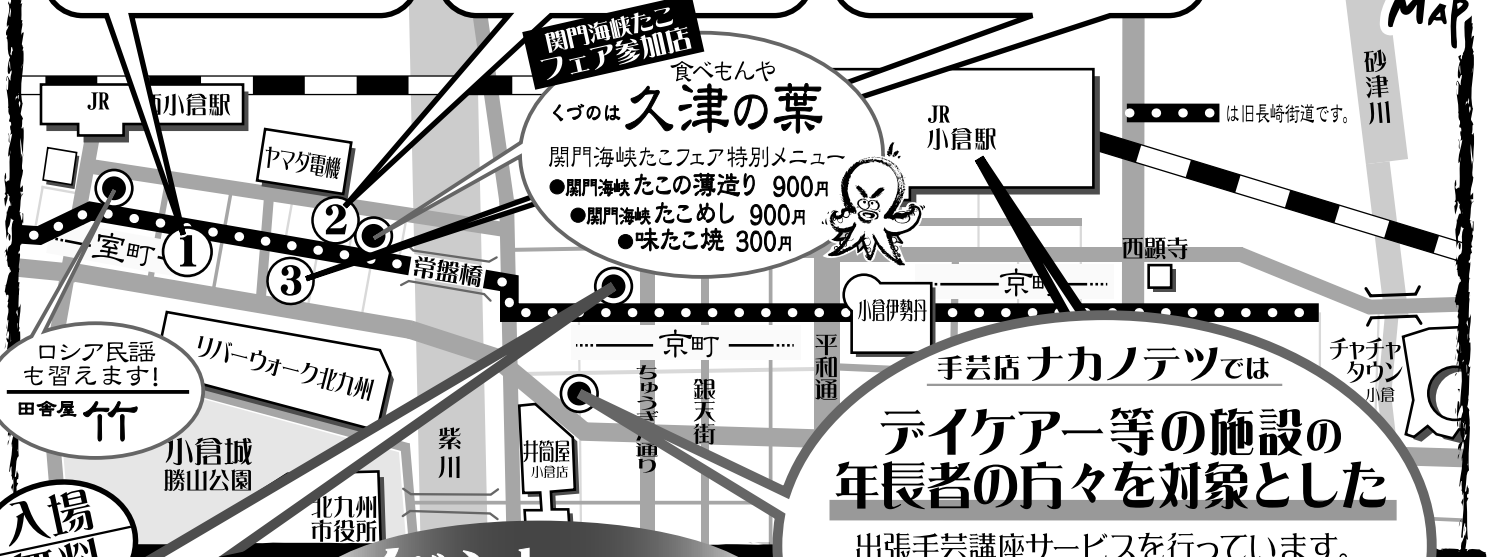 MAP
関門海峡たこ
フェア参加店
食べもんや
くづのは
久津の葉
関門海峡たこフェア特別メニュー
●関門海峡たこの薄造り 900円
●関門海峡たこめし 900円
●味たこ焼 300円
JR
西小倉駅
ヤマダ電機
室町
1
2
3
常盤橋
JR
小倉駅
は旧長崎街道です。
砂津川
西顕寺
京町
小倉伊勢丹
京町
平和通
ちゅうぎん通り
銀天街
チャチャ
タウン
小倉
ロシア民謡
も習えます!
田舎屋
竹
リバーウォーク北九州
小倉城
勝山公園
北九州
市役所
紫川
井筒屋
小倉店
入場
無料
手芸店ナカノテツでは
デイケアー等の施設の
年長者の方々を対象とした
出張手芸講座サービスを行っています。